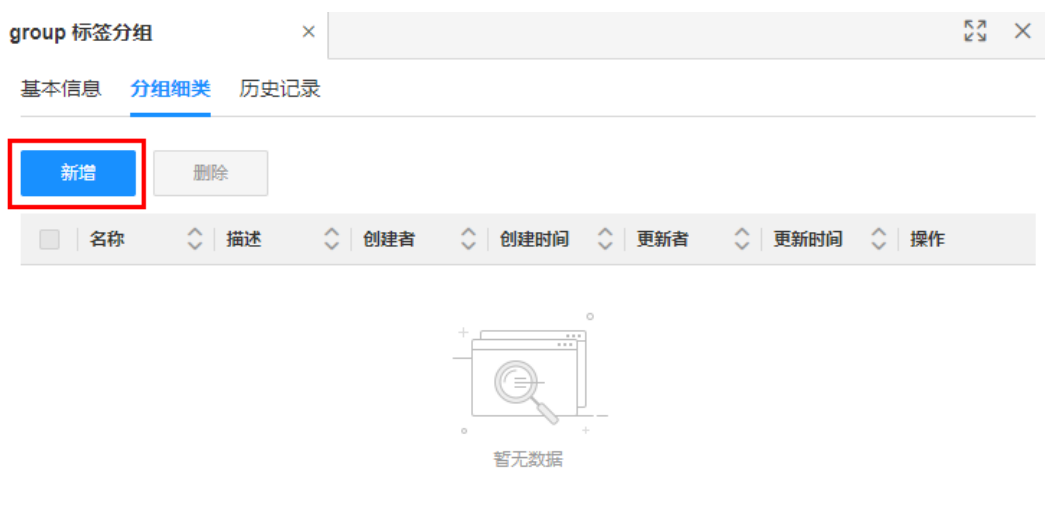 group 标签分组
基本信息 分组细类 历史记录
新增 删除
名称 描述 创建者 创建时间 更新者 更新时间 操作
暂无数据